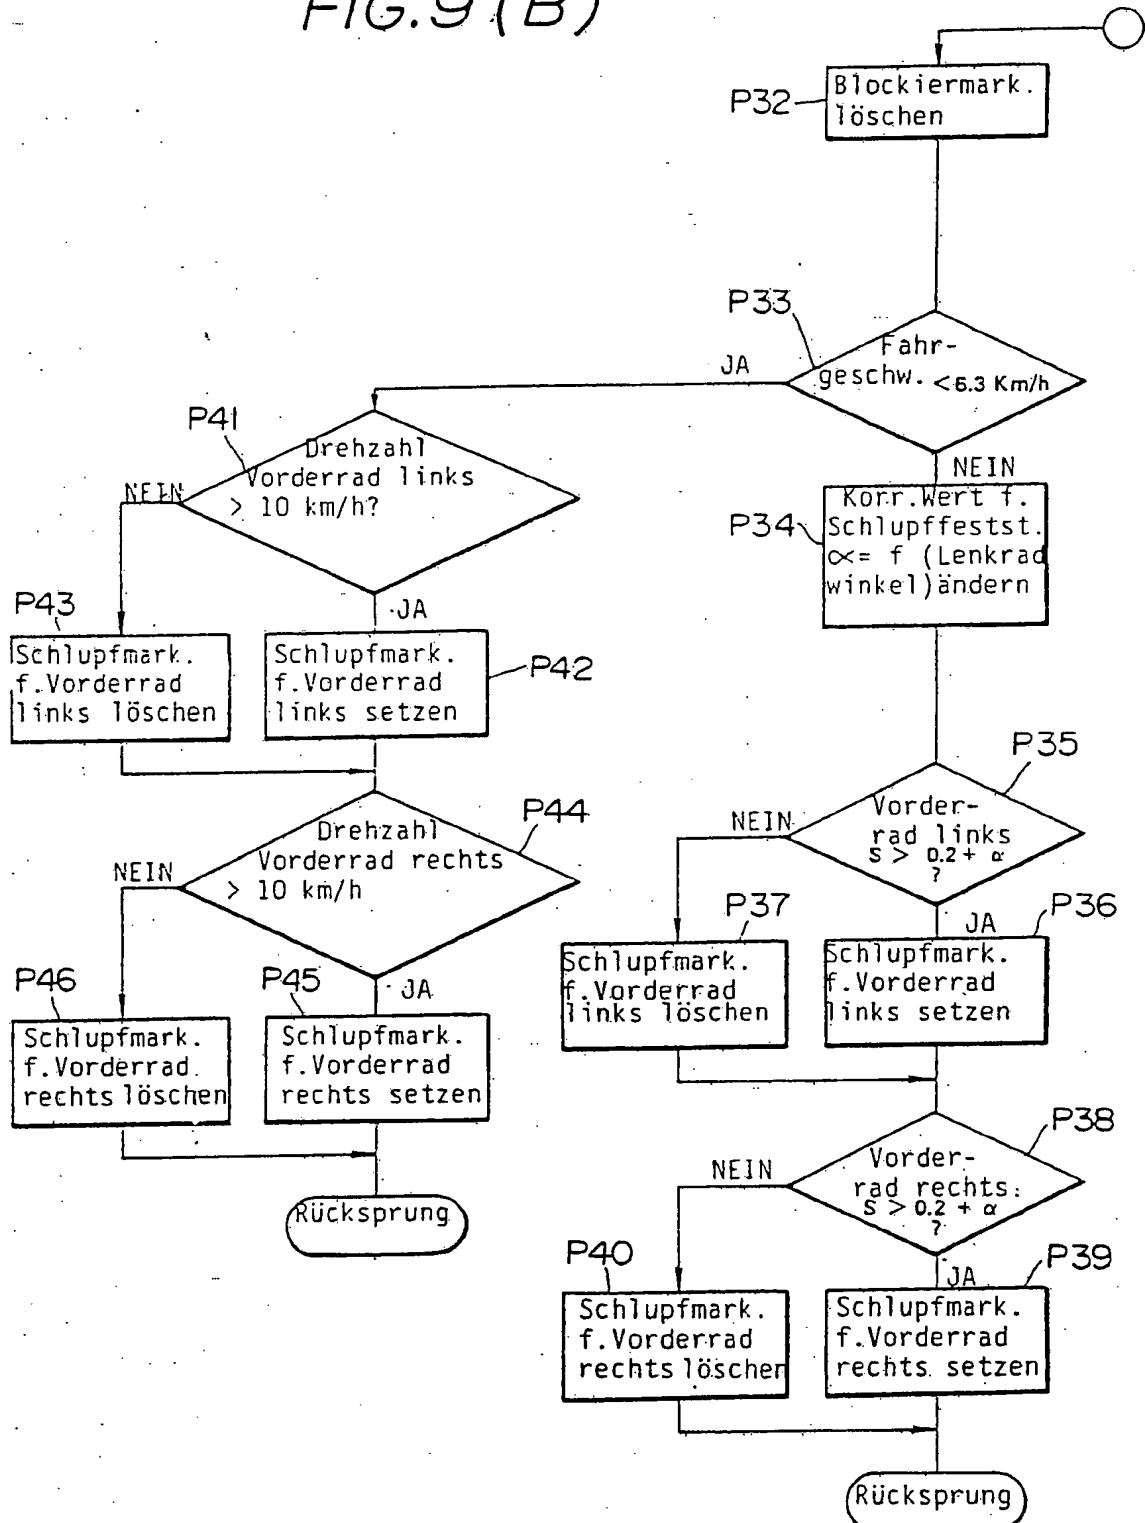 FIG.9 (B)
P32
Blockiermark.
löschen
P33
Fahr-
geschw. <6.3 Km/h
JA
NEIN
P34
Korr.Wert f.
Schlupffestst.
∝= f (Lenkrad
winkel)ändern
P41
Drehzahl
Vorderrad links
> 10 km/h?
NEIN
JA
P43
Schlupfmark.
f.Vorderrad
links löschen
Schlupfmark.
f.Vorderrad
links setzen
P42
P44
Drehzahl
Vorderrad rechts
> 10 km/h
NEIN
JA
P46
Schlupfmark.
f.Vorderrad
rechts löschen
P45
Schlupfmark.
f.Vorderrad
rechts setzen
Rücksprung
P35
Vorder-
rad links
S > 0.2 + α
?
NEIN
JA
P37
Schlupfmark.
f.Vorderrad
links löschen
P36
Schlupfmark.
f.Vorderrad
links setzen
P38
Vorder-
rad rechts:
S > 0.2 + α
?
NEIN
JA
P40
Schlupfmark.
f.Vorderrad
rechts löschen
P39
Schlupfmark.
f.Vorderrad
rechts setzen
Rücksprung